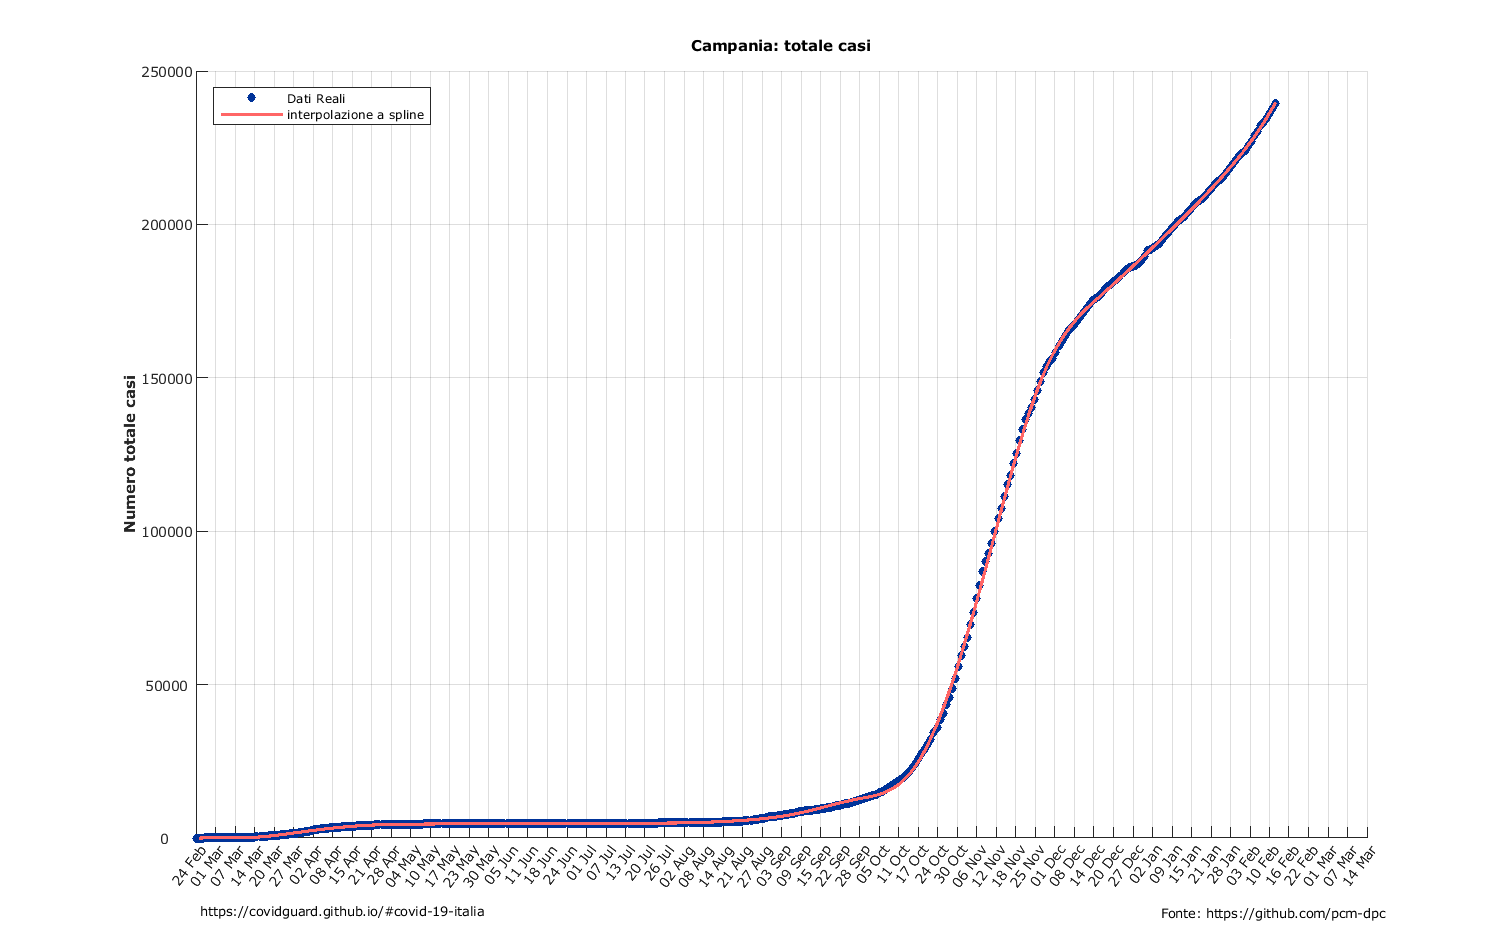 Campania: totale casi
250000
200000
150000
100000
50000
0
Numero totale casi
Dati Reali
interpolazione a spline
24 Feb
01 Mar
07 Mar
14 Mar
20 Mar
27 Mar
02 Apr
08 Apr
15 Apr
21 Apr
28 Apr
04 May
10 May
17 May
23 May
30 May
05 Jun
11 Jun
18 Jun
24 Jun
01 Jul
07 Jul
13 Jul
20 Jul
26 Jul
02 Aug
08 Aug
14 Aug
21 Aug
27 Aug
03 Sep
09 Sep
15 Sep
22 Sep
28 Sep
05 Oct
11 Oct
17 Oct
24 Oct
30 Oct
06 Nov
12 Nov
18 Nov
25 Nov
01 Dec
08 Dec
14 Dec
20 Dec
27 Dec
02 Jan
09 Jan
15 Jan
21 Jan
28 Jan
03 Feb
10 Feb
16 Feb
22 Feb
01 Mar
07 Mar
14 Mar
https://covidguard.github.io/#covid-19-italia
Fonte: https://github.com/pcm-dpc